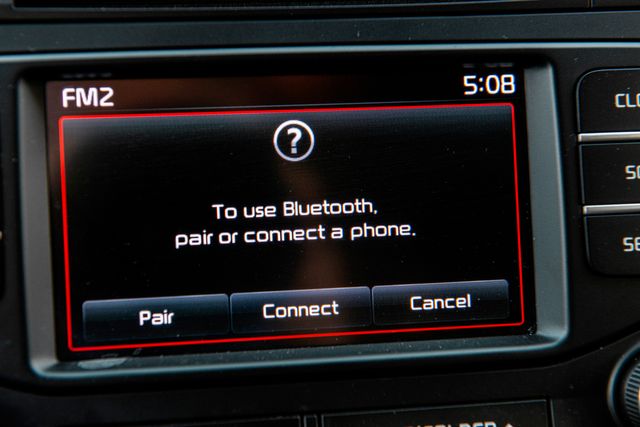 FM2
5:08
?
To use Bluetooth,
pair or connect a phone.
Pair
Connect
Cancel